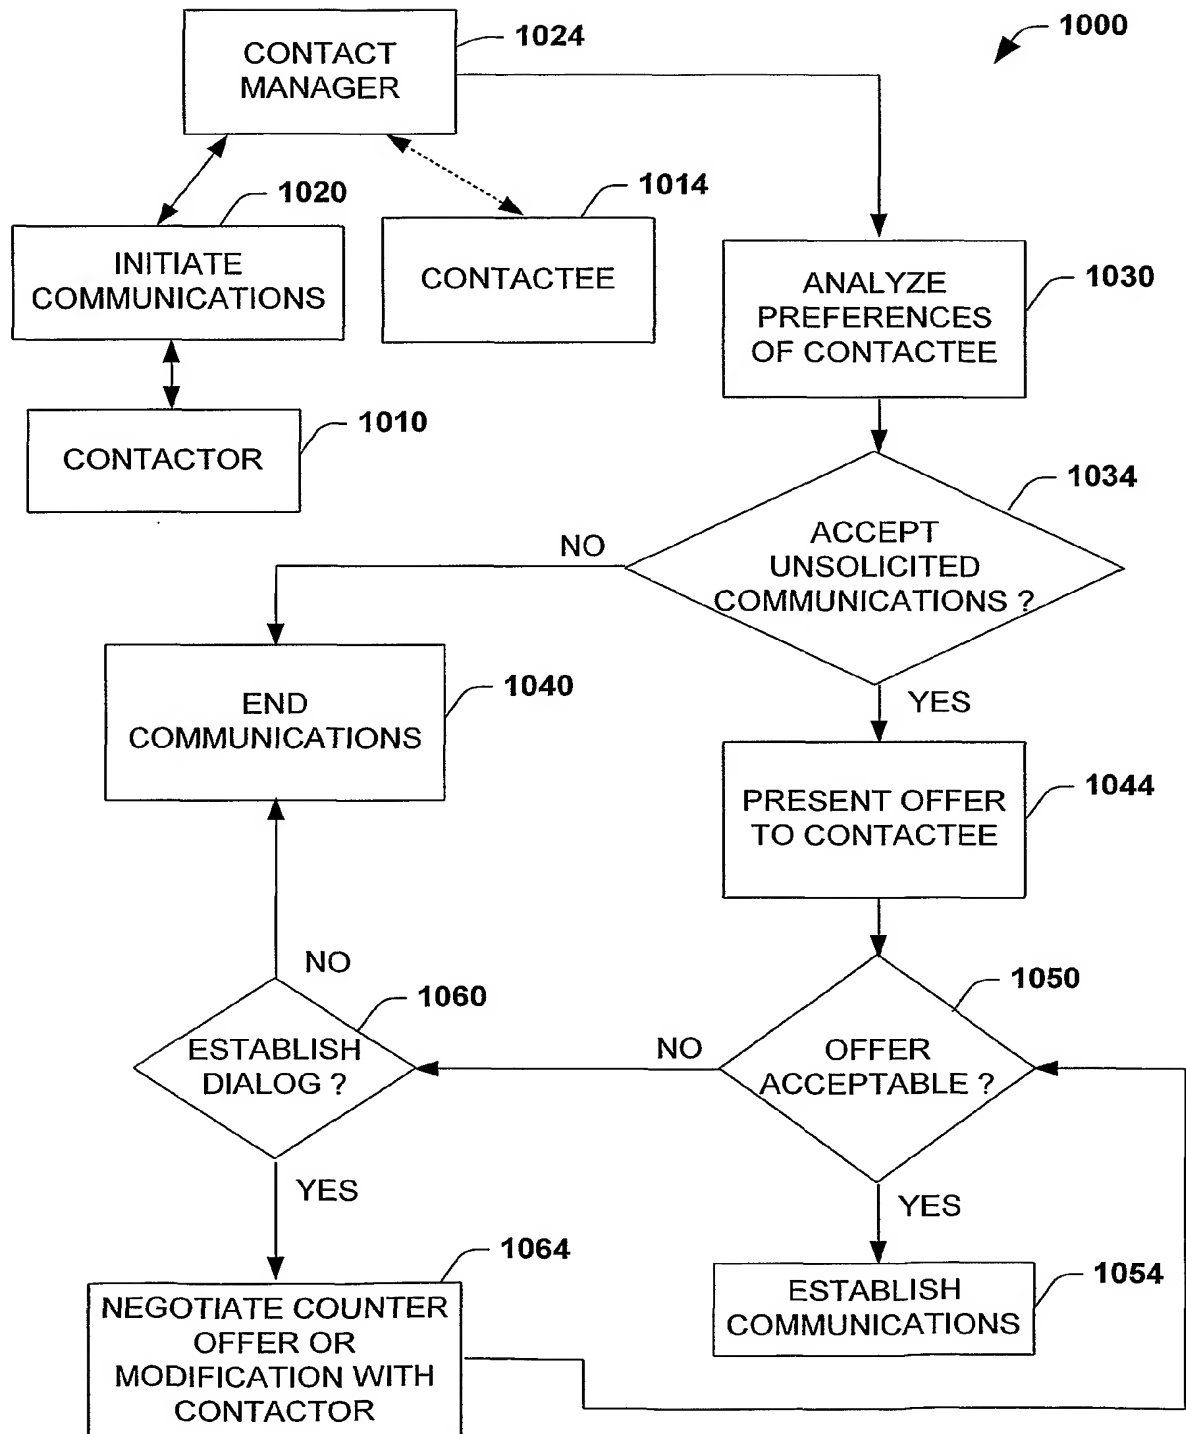 CONTACT
MANAGER
1024
1000
1020
1014
INITIATE
COMMUNICATIONS
CONTACTEE
ANALYZE
PREFERENCES
OF CONTACTEE
1030
CONTACTOR
1010
1034
ACCEPT
UNSOLICITED
COMMUNICATIONS ?
NO
END
COMMUNICATIONS
1040
YES
PRESENT OFFER
TO CONTACTEE
1044
NO
1060
ESTABLISH
DIALOG ?
NO
1050
OFFER
ACCEPTABLE ?
YES
YES
1064
NEGOTIATE COUNTER
OFFER OR
MODIFICATION WITH
CONTACTOR
ESTABLISH
COMMUNICATIONS
1054